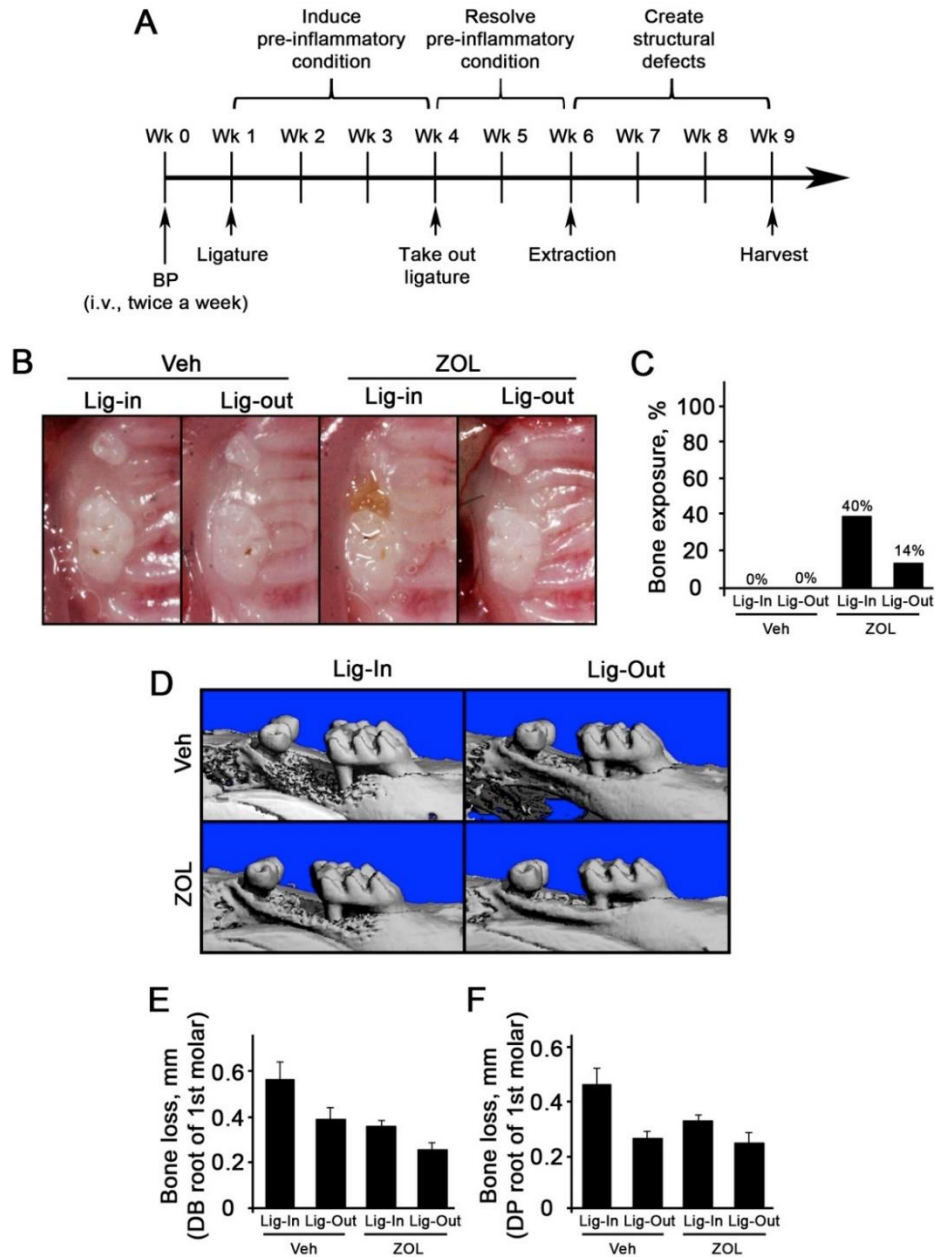 A
Induce
pre-inflammatory
condition
Resolve
pre-inflammatory
condition
Create
structural
defects
Wk 0 Wk 1 Wk 2 Wk 3 Wk 4 Wk 5 Wk 6 Wk 7 Wk 8 Wk 9
BP
(i.v., twice a week)
Ligature
Take out
ligature
Extraction
Harvest
B
Veh ZOL
Lig-in Lig-out Lig-in Lig-out
C
Bone exposure, %
100
80
60
40
20
0
0% 0% 40% 14%
Lig-In Lig-Out Lig-In Lig-Out
Veh ZOL
D
Lig-In Lig-Out
Veh
ZOL
E
Bone loss, mm
(DB root of 1st molar)
0.6
0.4
0.2
0
Lig-In Lig-Out Lig-In Lig-Out
Veh ZOL
F
Bone loss, mm
(DP root of 1st molar)
0.6
0.4
0.2
0
Lig-In Lig-Out Lig-In Lig-Out
Veh ZOL